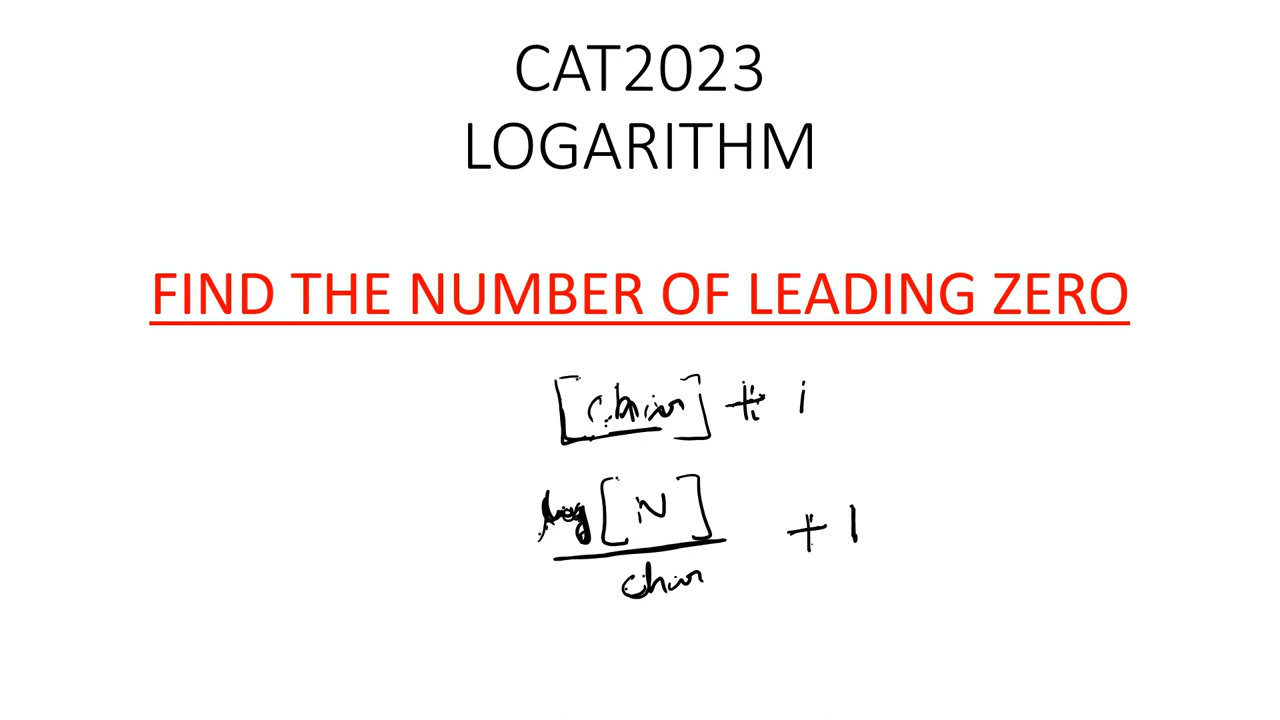 CAT2023
LOGARITHM
FIND THE NUMBER OF LEADING ZERO
[char] + 1
log [N] + 1
char